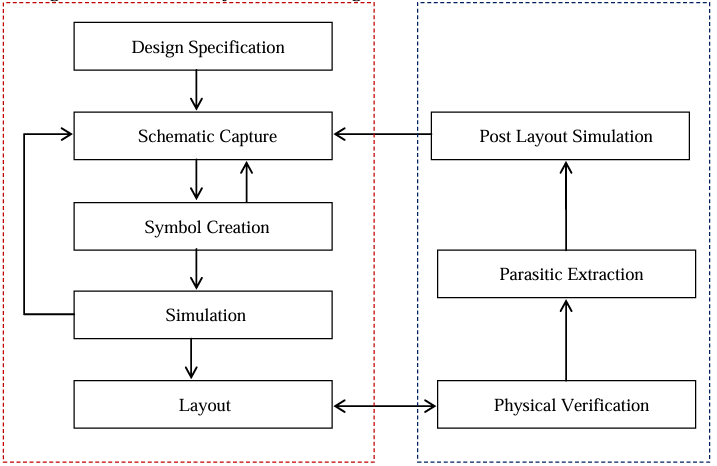 Design Specification
Schematic Capture
Symbol Creation
Simulation
Layout
Post Layout Simulation
Parasitic Extraction
Physical Verification